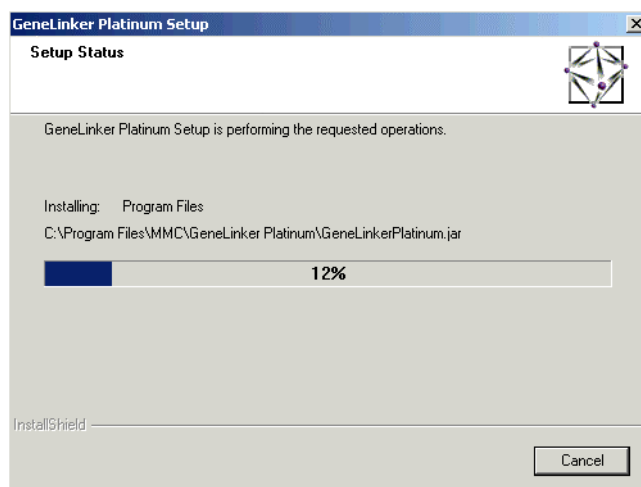 GeneLinker Platinum Setup
Setup Status
GeneLinker Platinum Setup is performing the requested operations.
Installing: Program Files
C:\Program Files\MMC\GeneLinker Platinum\GeneLinkerPlatinum.jar
12%
InstallShield
Cancel